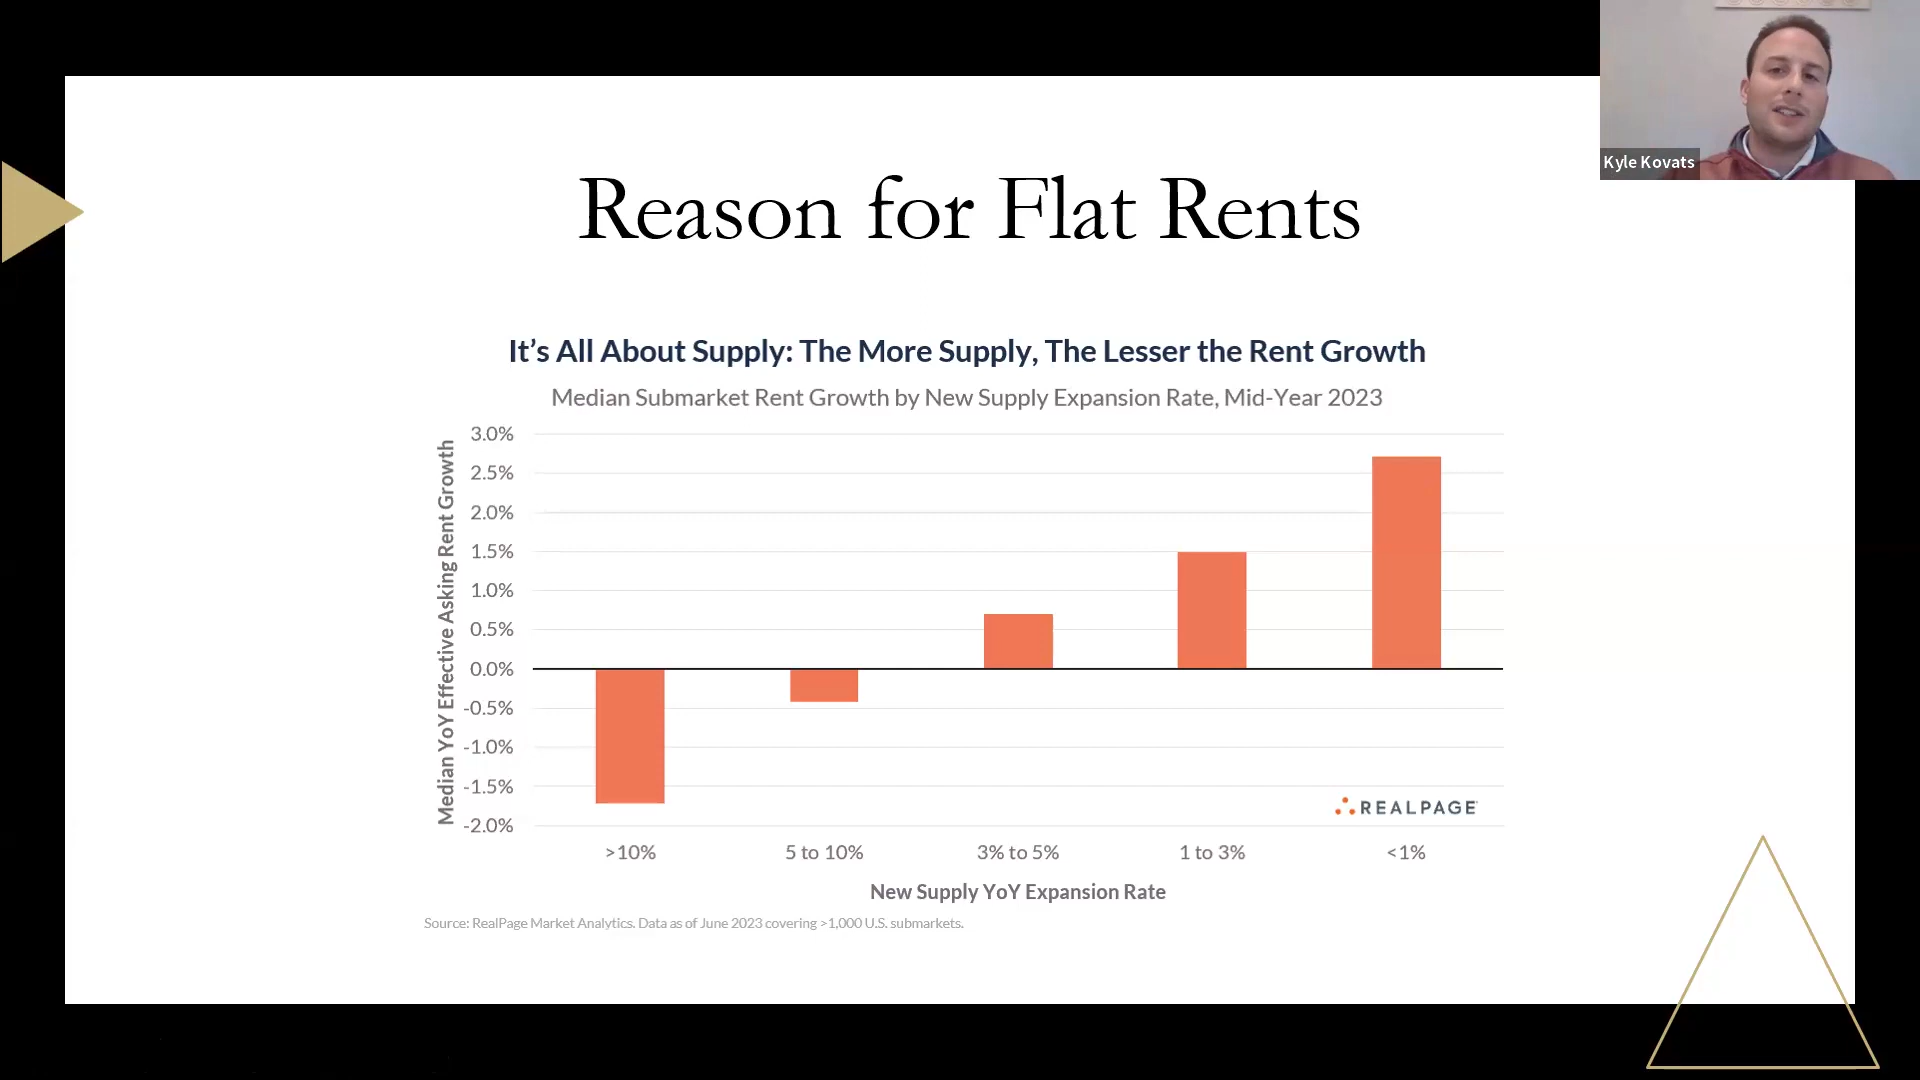 Kyle Kovats
Reason for Flat Rents
It's All About Supply: The More Supply, The Lesser the Rent Growth
Median Submarket Rent Growth by New Supply Expansion Rate, Mid-Year 2023
Median YoY Effective Asking Rent Growth
3.0%
2.5%
2.0%
1.5%
1.0%
0.5%
0.0%
-0.5%
-1.0%
-1.5%
-2.0%
REALPAGE
>10% 5 to 10% 3% to 5% 1 to 3% <1%
New Supply YoY Expansion Rate
Source: RealPage Market Analytics. Data as of June 2023 covering >1,000 U.S. submarkets.